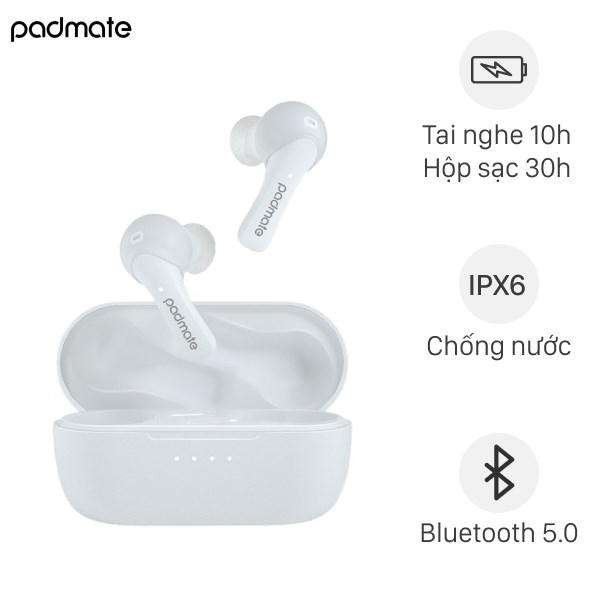 padmate
Tai nghe 10h
Hộp sạc 30h
padmate
padmate
IPX6
Chống nước
Bluetooth 5.0